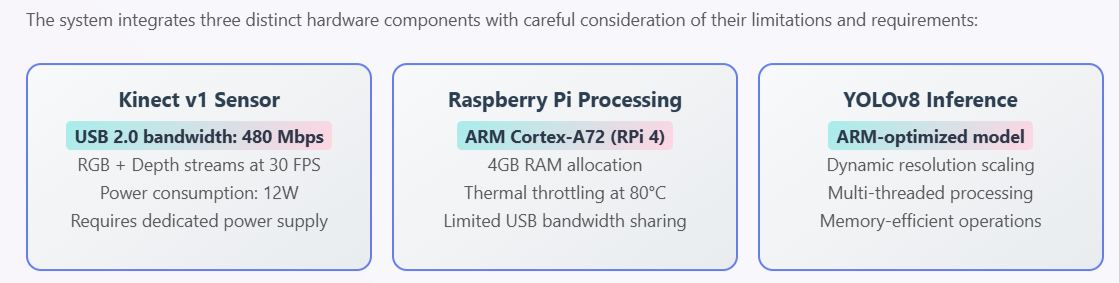 The system integrates three distinct hardware components with careful consideration of their limitations and requirements:
Kinect v1 Sensor
USB 2.0 bandwidth: 480 Mbps
RGB + Depth streams at 30 FPS
Power consumption: 12W
Requires dedicated power supply
Raspberry Pi Processing
ARM Cortex-A72 (RPi 4)
4GB RAM allocation
Thermal throttling at 80°C
Limited USB bandwidth sharing
YOLOv8 Inference
ARM-optimized model
Dynamic resolution scaling
Multi-threaded processing
Memory-efficient operations